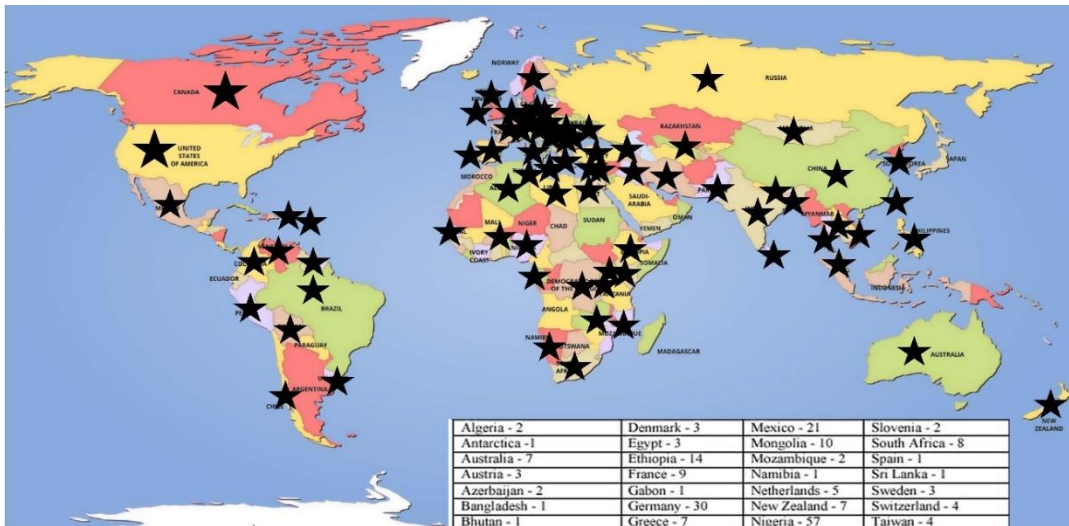 NORWAY
RUSSIA
CANADA
KAZAKHSTAN
UNITED
STATES
OF AMERICA
JAPAN
CHINA
MOROCCO
SAUDI-
ARABIA
OMAN
MYANMAR
MALI
NIGER
CHAD
SUDAN
YEMEN
PHILIPPINES
IVORY
COAST
SOMALIA
ECUADOR
INDONESIA
BRAZIL
ANGOLA
PARAGUAY
MADAGASCAR
AUSTRALIA
ARGENTINA
NEW
ZEALAND
Algeria - 2 Denmark - 3 Mexico - 21 Slovenia - 2
Antarctica -1 Egypt - 3 Mongolia - 10 South Africa - 8
Australia - 7 Ethiopia - 14 Mozambique - 2 Spain - 1
Austria - 3 France - 9 Namibia - 1 Sri Lanka - 1
Azerbaijan - 2 Gabon - 1 Netherlands - 5 Sweden - 3
Bangladesh - 1 Germany - 30 New Zealand - 7 Switzerland - 4
Bhutan - 1 Greece - 7 Nigeria - 57 Taiwan - 4